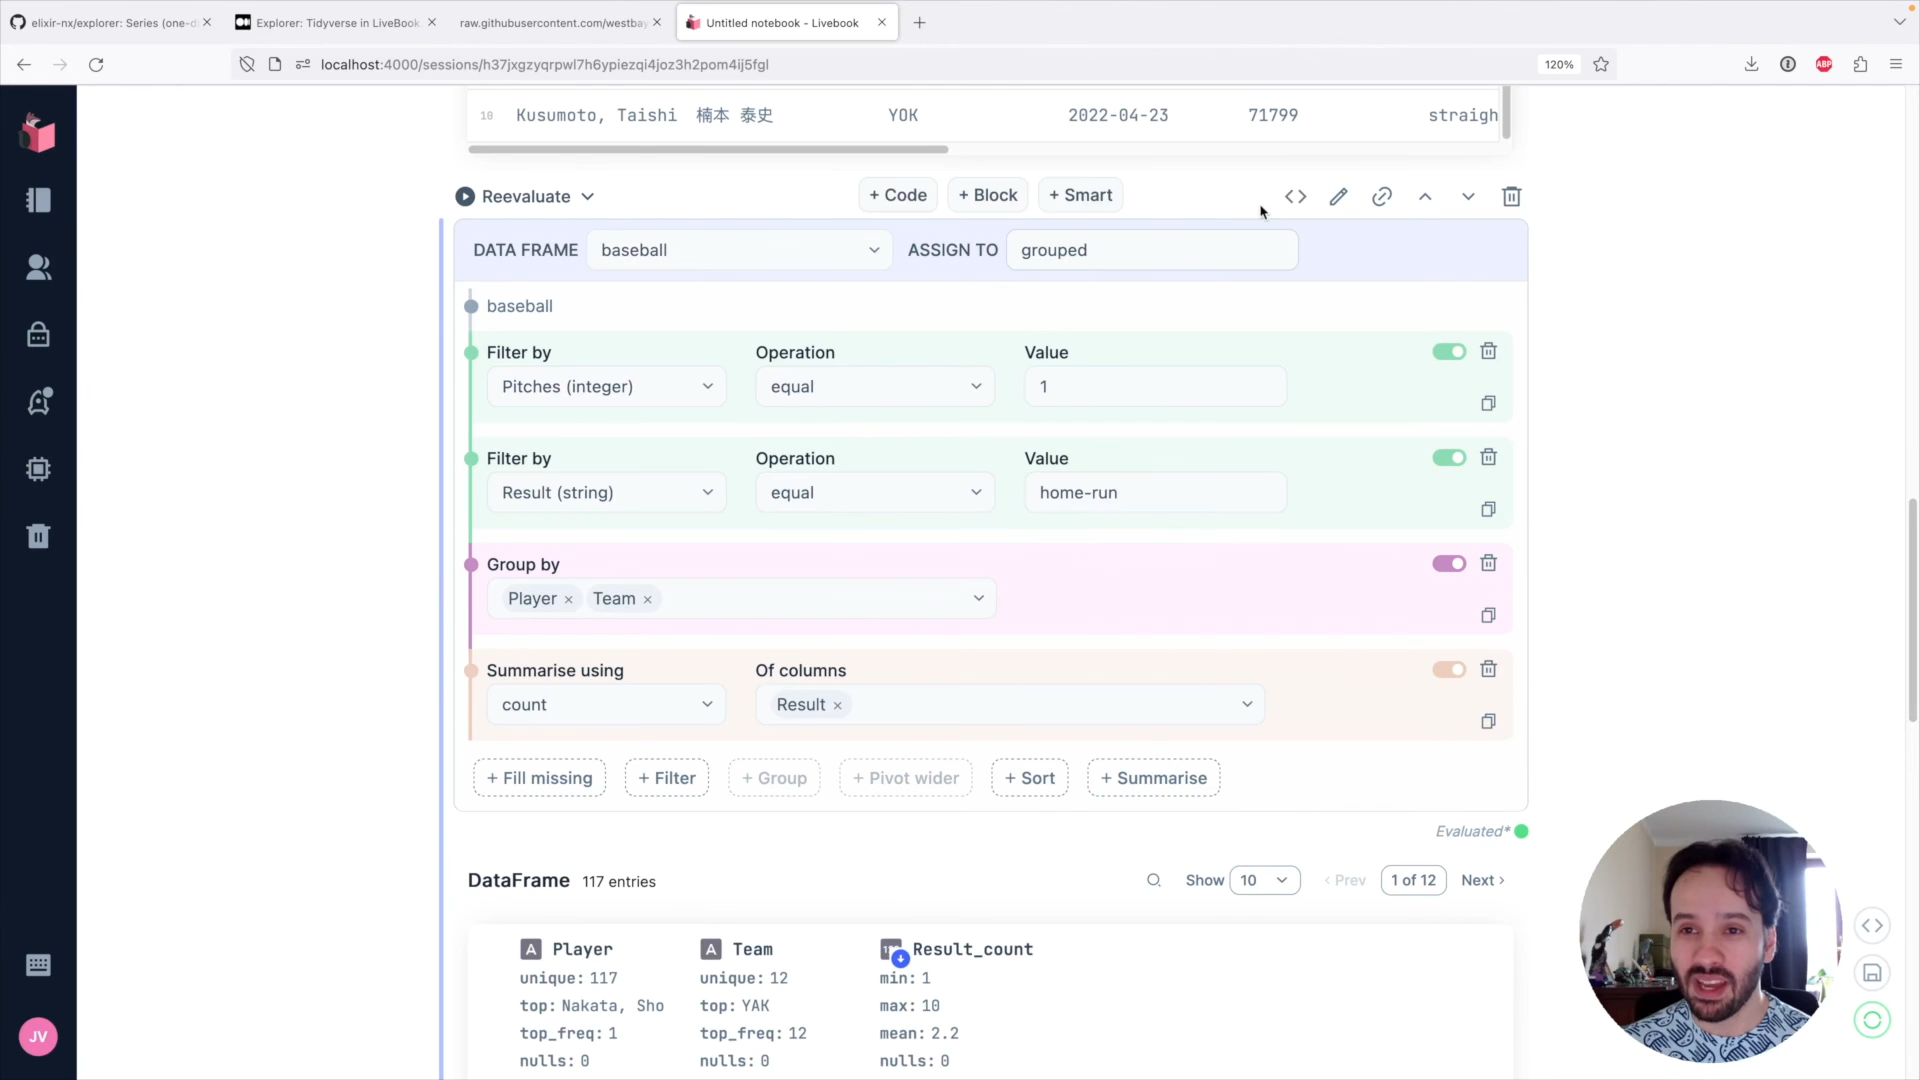 elixir-nx/explorer: Series (one-d
Explorer: Tidyverse in LiveBook
raw.githubusercontent.com/westbay
Untitled notebook - Livebook
localhost:4000/sessions/h37jxgzyqrpwl7h6ypiezqi4joz3h2pom4ij5fgl
120%
ABP
10 Kusumoto, Taishi 楠本 泰史 YOK 2022-04-23 71799 straigh
Reevaluate
+ Code
+ Block
+ Smart
DATA FRAME baseball ASSIGN TO grouped
baseball
Filter by Operation Value
Pitches (integer) equal 1
Filter by Operation Value
Result (string) equal home-run
Group by
Player × Team ×
Summarise using Of columns
count Result ×
+ Fill missing + Filter + Group + Pivot wider + Sort + Summarise
Evaluated*
DataFrame 117 entries Show 10 ‹ Prev 1 of 12 Next ›
A Player A Team Result_count
unique: 117 unique: 12 min: 1
top: Nakata, Sho top: YAK max: 10
top_freq: 1 top_freq: 12 mean: 2.2
nulls: 0 nulls: 0 nulls: 0
JV